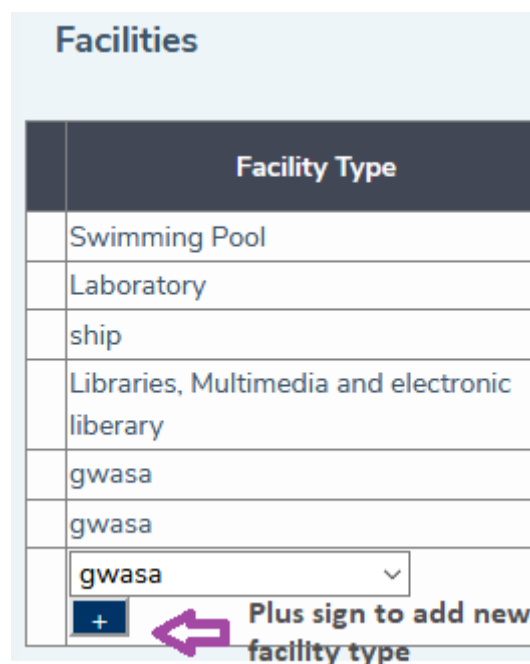 Facilities
Facility Type
Swimming Pool
Laboratory
ship
Libraries, Multimedia and electronic
liberary
gwasa
gwasa
gwasa
+
Plus sign to add new
facility type